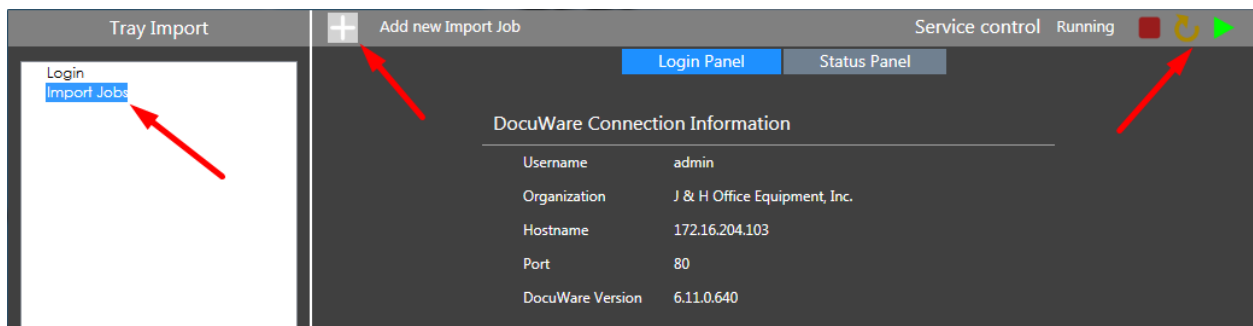 Tray Import
Login
Import Jobs
Add new Import Job
Service control Running
Login Panel Status Panel
DocuWare Connection Information
Username admin
Organization J & H Office Equipment, Inc.
Hostname 172.16.204.103
Port 80
DocuWare Version 6.11.0.640